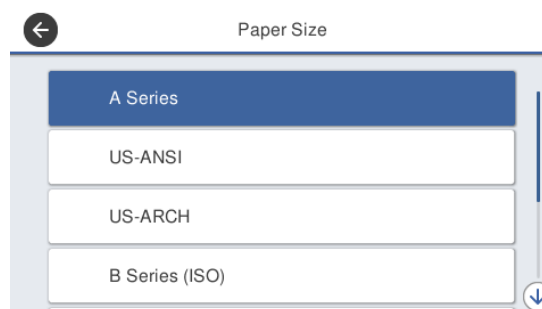 Paper Size
A Series
US-ANSI
US-ARCH
B Series (ISO)